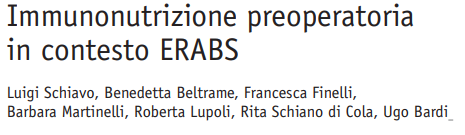 Immunonutrizione preoperatoria
in contesto ERABS
Luigi Schiavo, Benedetta Beltrame, Francesca Finelli,
Barbara Martinelli, Roberta Lupoli, Rita Schiano di Cola, Ugo Bardi